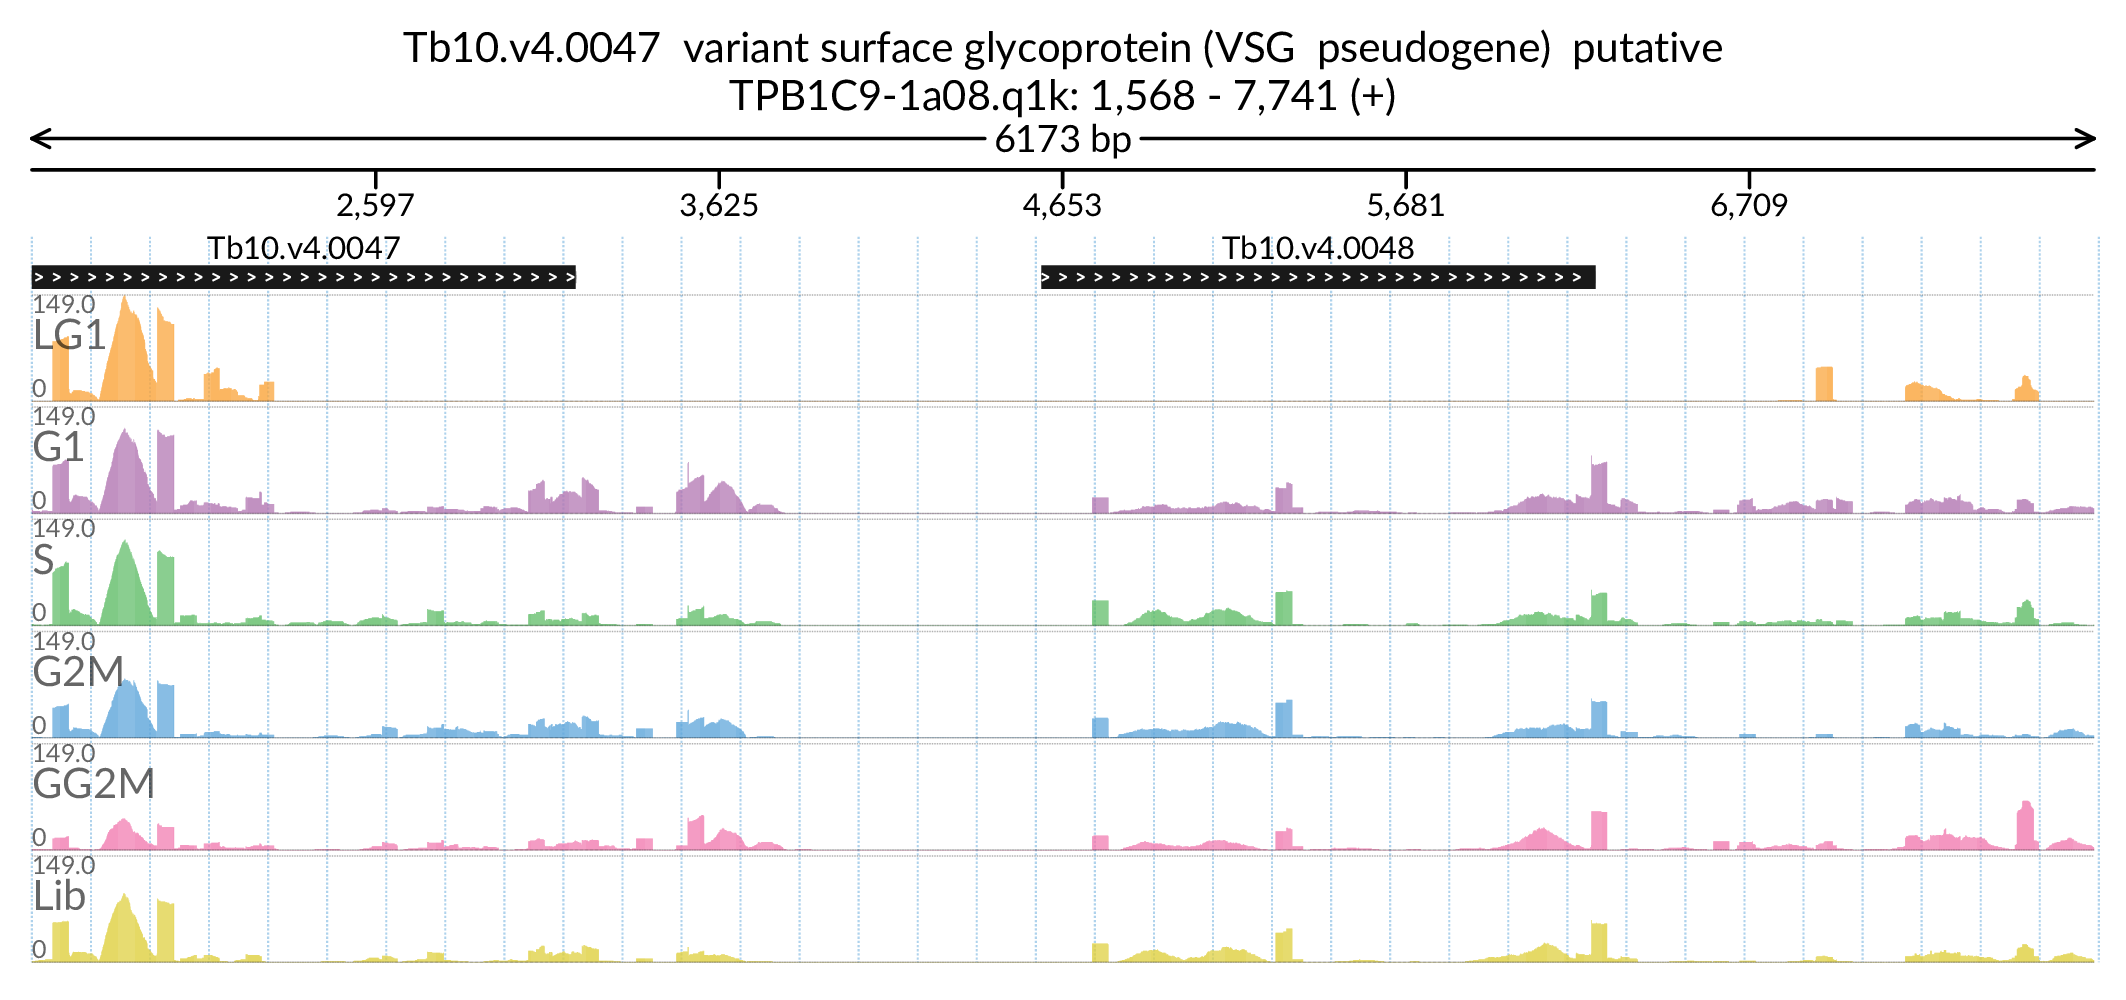 Tb10.v4.0047 variant surface glycoprotein (VSG pseudogene) putative
TPB1C9-1a08.q1k: 1,568 - 7,741 (+)
6173 bp
2,597 3,625 4,653 5,681 6,709
Tb10.v4.0047 Tb10.v4.0048
149.0
LG1
0
149.0
G1
0
149.0
S
0
149.0
G2M
0
149.0
GG2M
0
149.0
Lib
0